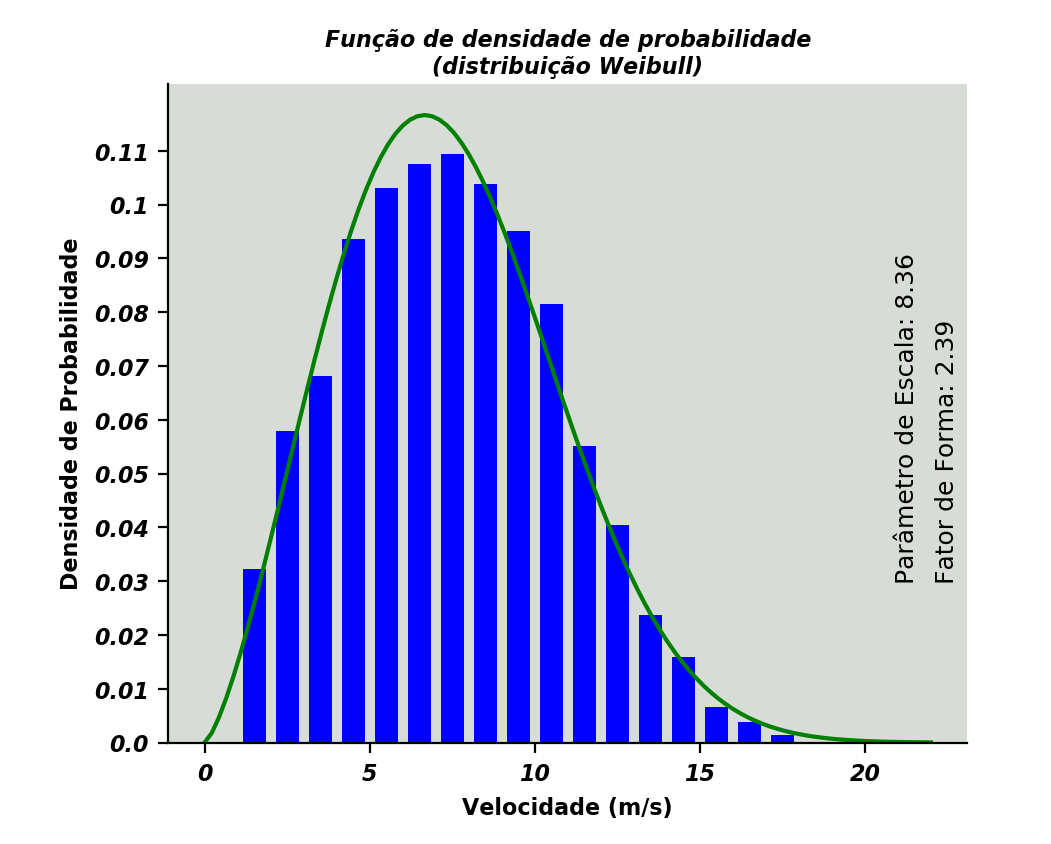 Função de densidade de probabilidade
(distribuição Weibull)
Densidade de Probabilidade
0.11
0.1
0.09
0.08
0.07
0.06
0.05
0.04
0.03
0.02
0.01
0.0
0
5
10
15
20
Velocidade (m/s)
Parâmetro de Escala: 8.36
Fator de Forma: 2.39